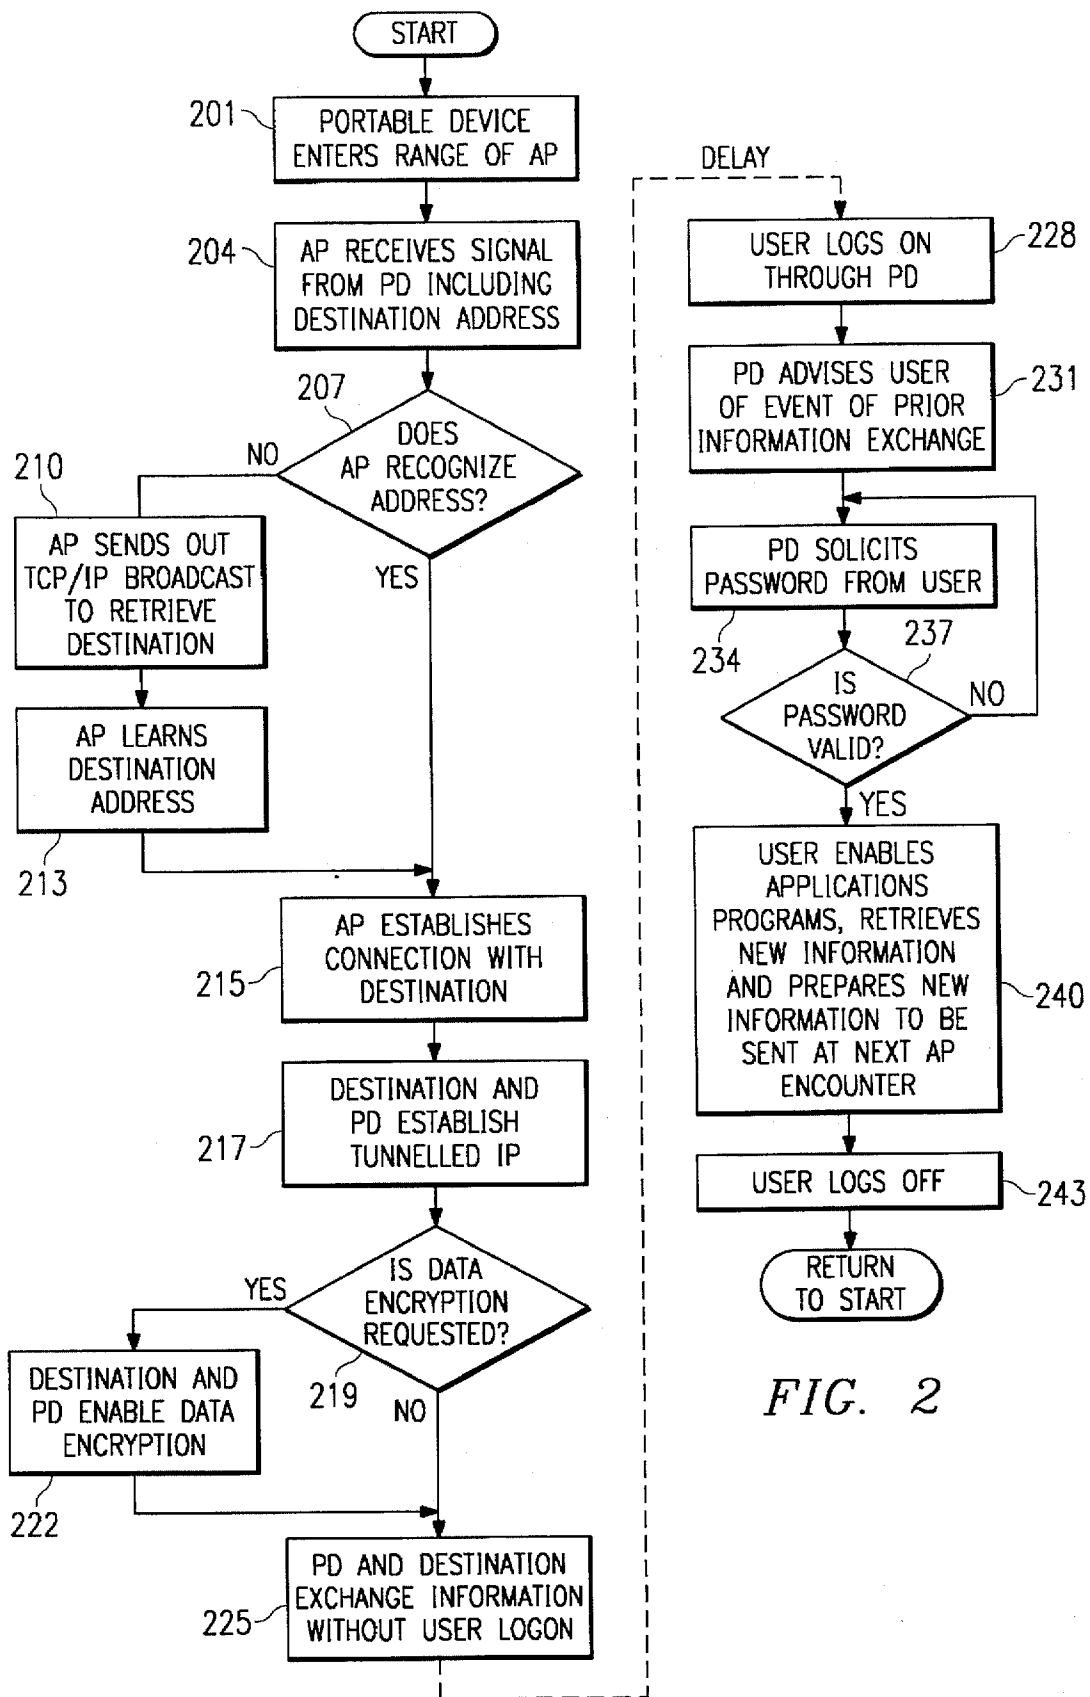 START
201
PORTABLE DEVICE
ENTERS RANGE OF AP
204
AP RECEIVES SIGNAL
FROM PD INCLUDING
DESTINATION ADDRESS
207
DOES
AP RECOGNIZE
ADDRESS?
NO
YES
210
AP SENDS OUT
TCP/IP BROADCAST
TO RETRIEVE
DESTINATION
AP LEARNS
DESTINATION
ADDRESS
213
AP ESTABLISHES
CONNECTION WITH
DESTINATION
215
DESTINATION AND
PD ESTABLISH
TUNNELLED IP
217
IS DATA
ENCRYPTION
REQUESTED?
YES
219
NO
DESTINATION AND
PD ENABLE DATA
ENCRYPTION
222
PD AND DESTINATION
EXCHANGE INFORMATION
WITHOUT USER LOGON
225
DELAY
USER LOGS ON
THROUGH PD
228
PD ADVISES USER
OF EVENT OF PRIOR
INFORMATION EXCHANGE
231
PD SOLICITS
PASSWORD FROM USER
234
237
IS
PASSWORD
VALID?
NO
YES
USER ENABLES
APPLICATIONS
PROGRAMS, RETRIEVES
NEW INFORMATION
AND PREPARES NEW
INFORMATION TO BE
SENT AT NEXT AP
ENCOUNTER
240
USER LOGS OFF
243
RETURN
TO START
FIG. 2